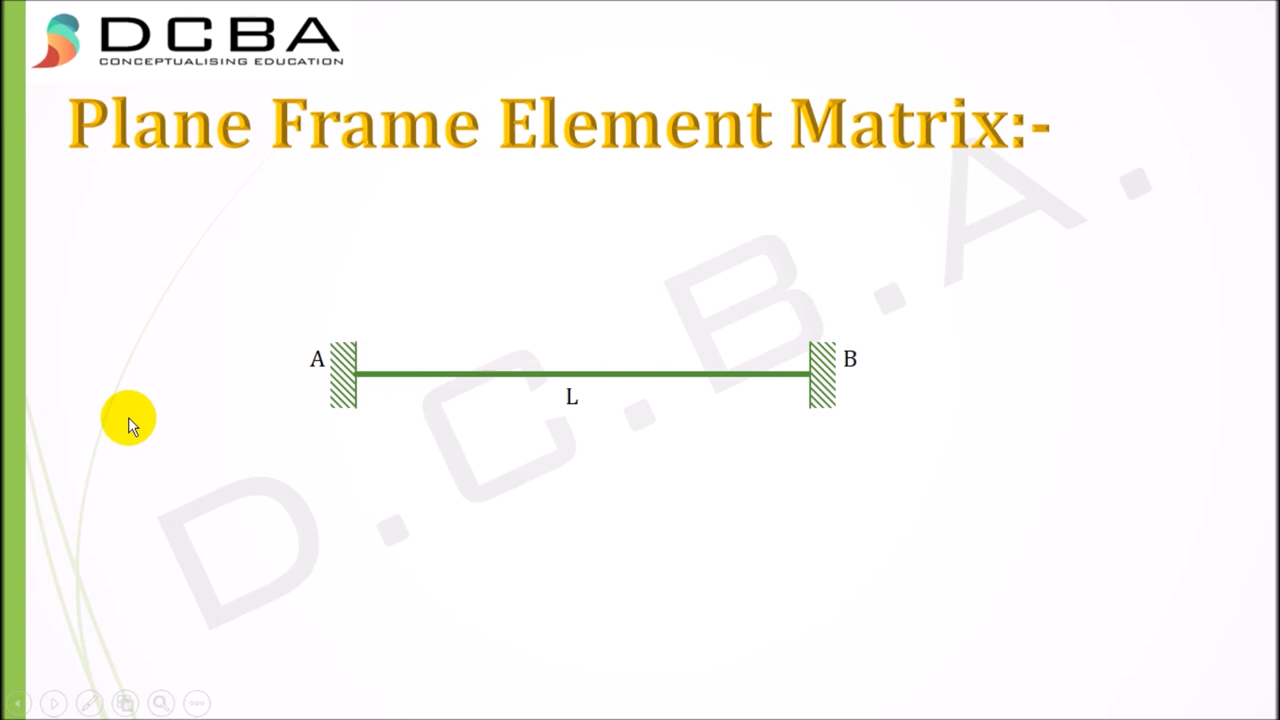 DCBA
CONCEPTUALISING EDUCATION
Plane Frame Element Matrix:-
D.C.B.A.
A
B
L